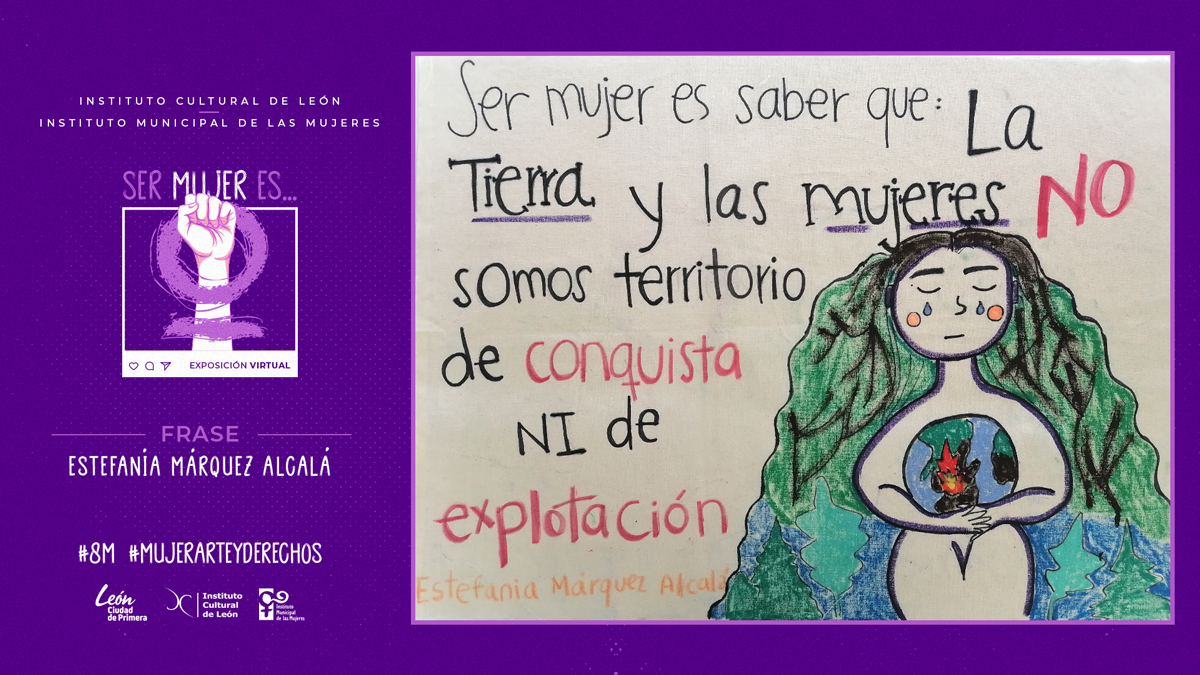 INSTITUTO CULTURAL DE LEÓN
INSTITUTO MUNICIPAL DE LAS MUJERES
SER MUJER ES...
EXPOSICIÓN VIRTUAL
FRASE
ESTEFANÍA MÁRQUEZ ALCALÁ
#8M #MUJERARTEYDERECHOS
León
Ciudad
de Primera
Instituto
Cultural
de León
Instituto
Municipal
de las Mujeres
Ser mujer es saber que: La
Tierra y las mujeres NO
somos territorio
de conquista
NI de
explotación
Estefania Márquez Alcalá